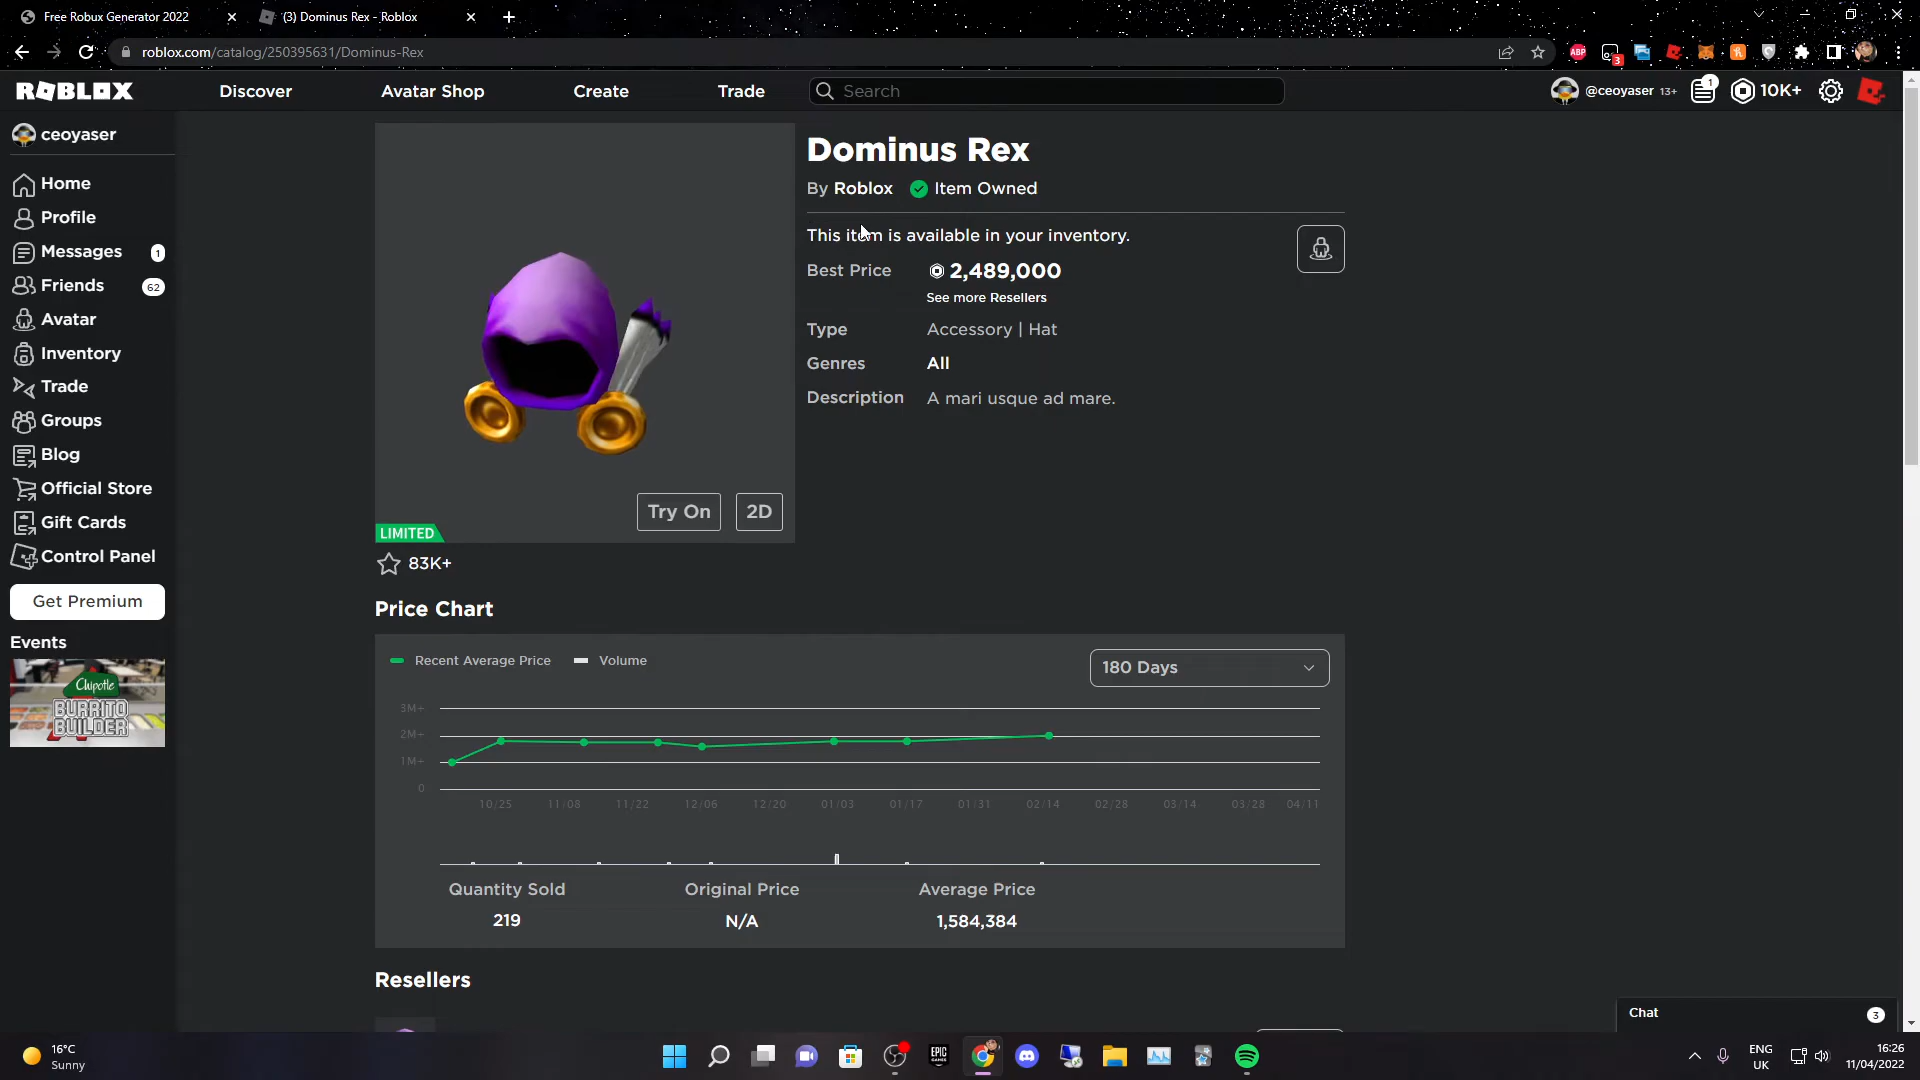 Free Robux Generator 2022
(3) Dominus Rex - Roblox
roblox.com/catalog/250395631/Dominus-Rex
ABP
3
ROBLOX
Discover
Avatar Shop
Create
Trade
Search
@ceoyaser 13+
1
10K+
ceoyaser
Home
Profile
Messages 1
Friends 62
Avatar
Inventory
Trade
Groups
Blog
Official Store
Gift Cards
Control Panel
Get Premium
Events
Chipotle
BURRITO
BUILDER
Try On
2D
LIMITED
83K+
Dominus Rex
By Roblox Item Owned
This item is available in your inventory.
Best Price 2,489,000
See more Resellers
Type Accessory | Hat
Genres All
Description A mari usque ad mare.
Price Chart
Recent Average Price Volume
180 Days
3M+
2M+
1M+
0
10/25 11/08 11/22 12/06 12/20 01/03 01/17 01/31 02/14 02/28 03/14 03/28 04/11
Quantity Sold Original Price Average Price
219 N/A 1,584,384
Resellers
Chat 3
16°C
Sunny
EPIC
GAMES
ENG
UK
16:26
11/04/2022